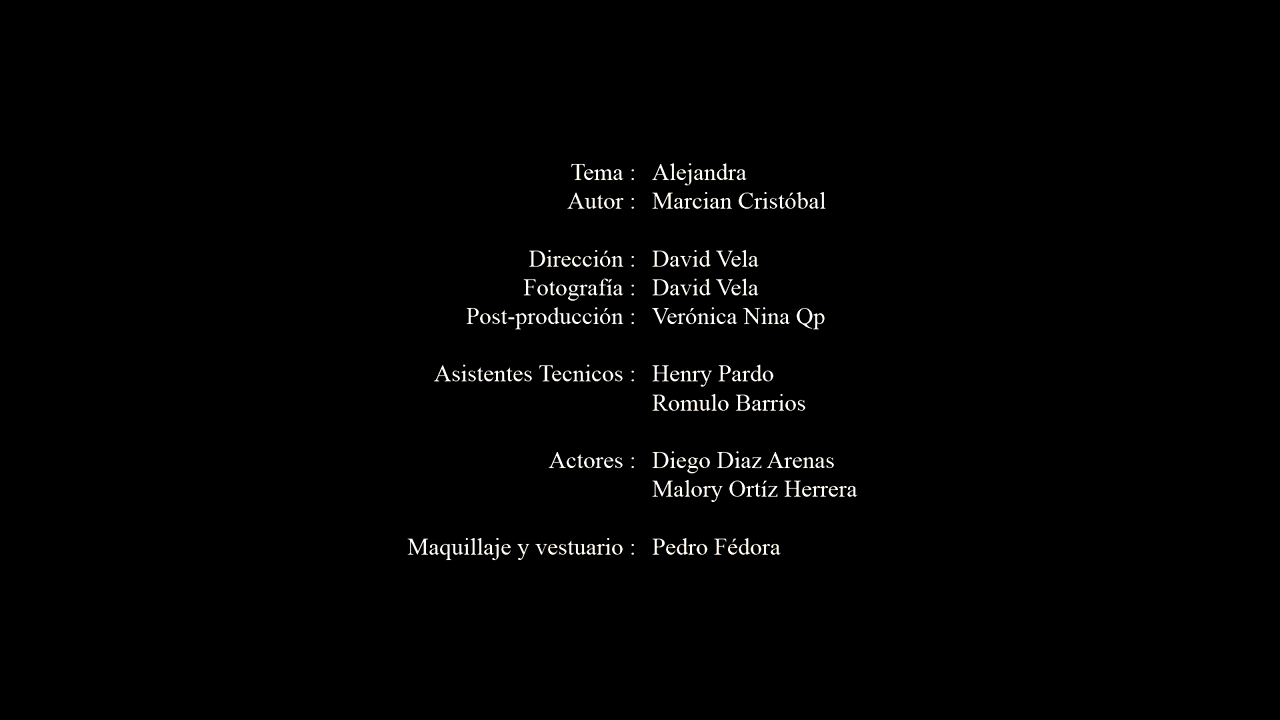 Tema : Alejandra
Autor : Marcian Cristóbal
Dirección : David Vela
Fotografía : David Vela
Post-producción : Verónica Nina Qp
Asistentes Tecnicos : Henry Pardo
Romulo Barrios
Actores : Diego Diaz Arenas
Malory Ortíz Herrera
Maquillaje y vestuario : Pedro Fédora